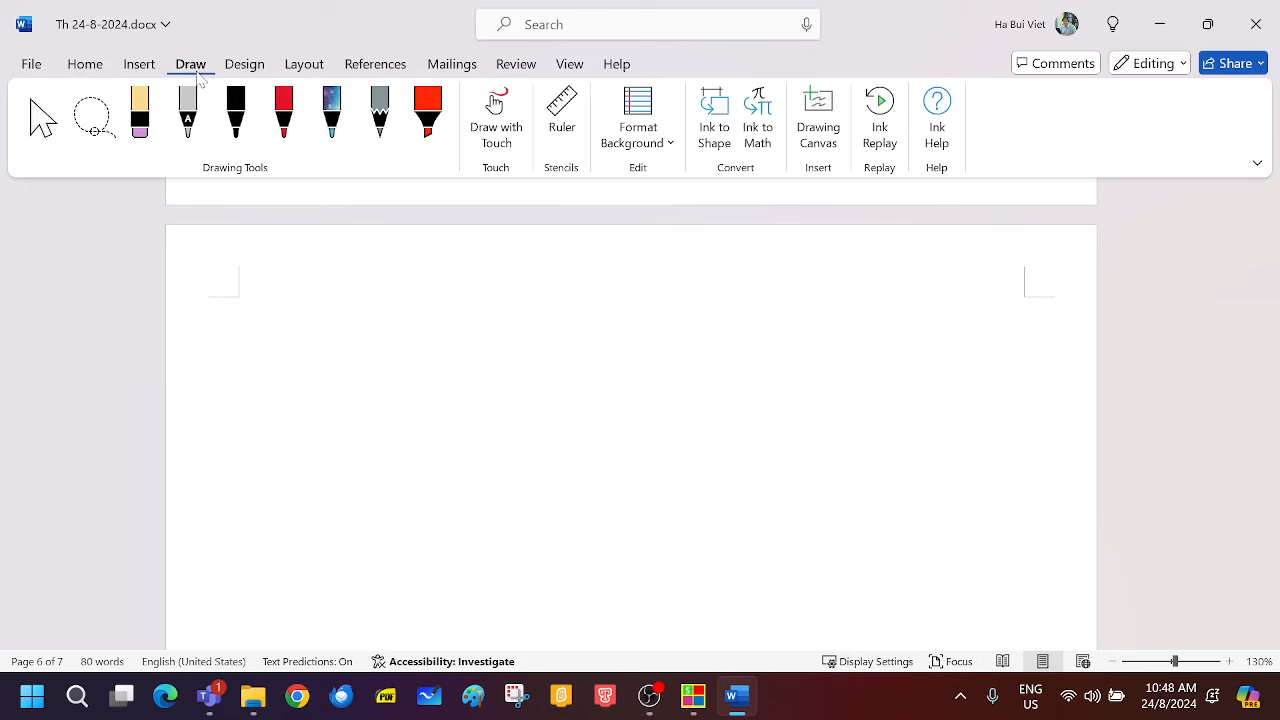 Th 24-8-2024.docx
Search
Ha Bui Viet
File Home Insert Draw Design Layout References Mailings Review View Help
Comments Editing Share
A
Draw with Touch
Ruler
Format Background
Ink to Shape
Ink to Math
Drawing Canvas
Ink Replay
Ink Help
Drawing Tools Touch Stencils Edit Convert Insert Replay Help
Page 6 of 7 80 words English (United States) Text Predictions: On Accessibility: Investigate Display Settings Focus 130%
1
PDF
ENG
US
10:48 AM
24/8/2024
PRE